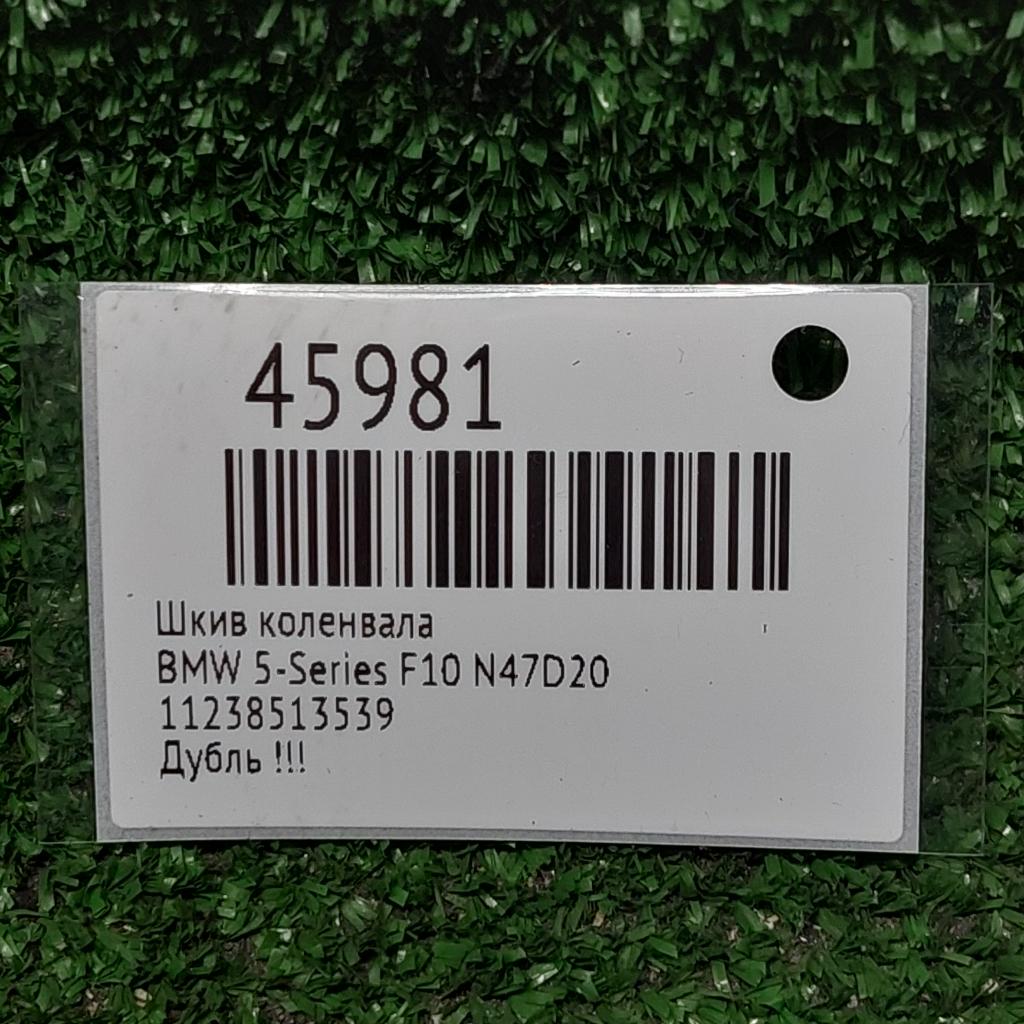 45981
Шкив коленвала
BMW 5-Series F10 N47D20
11238513539
Дубль !!!